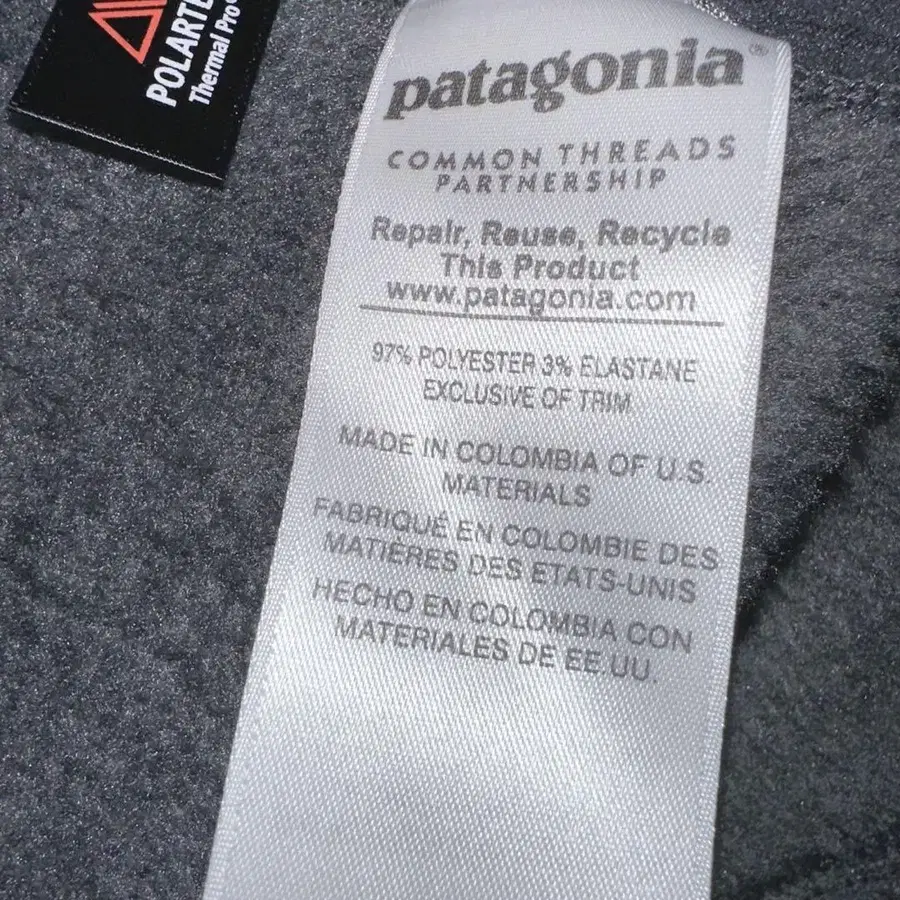 POLARTE
Thermal Pro
patagonia®
COMMON THREADS
PARTNERSHIP
Repair, Reuse, Recycle
This Product
www.patagonia.com
97% POLYESTER 3% ELASTANE
EXCLUSIVE OF TRIM
MADE IN COLOMBIA OF U.S.
MATERIALS
FABRIQUÉ EN COLOMBIE DES
MATIÈRES DES ETATS-UNIS
HECHO EN COLOMBIA CON
MATERIALES DE EE.UU.